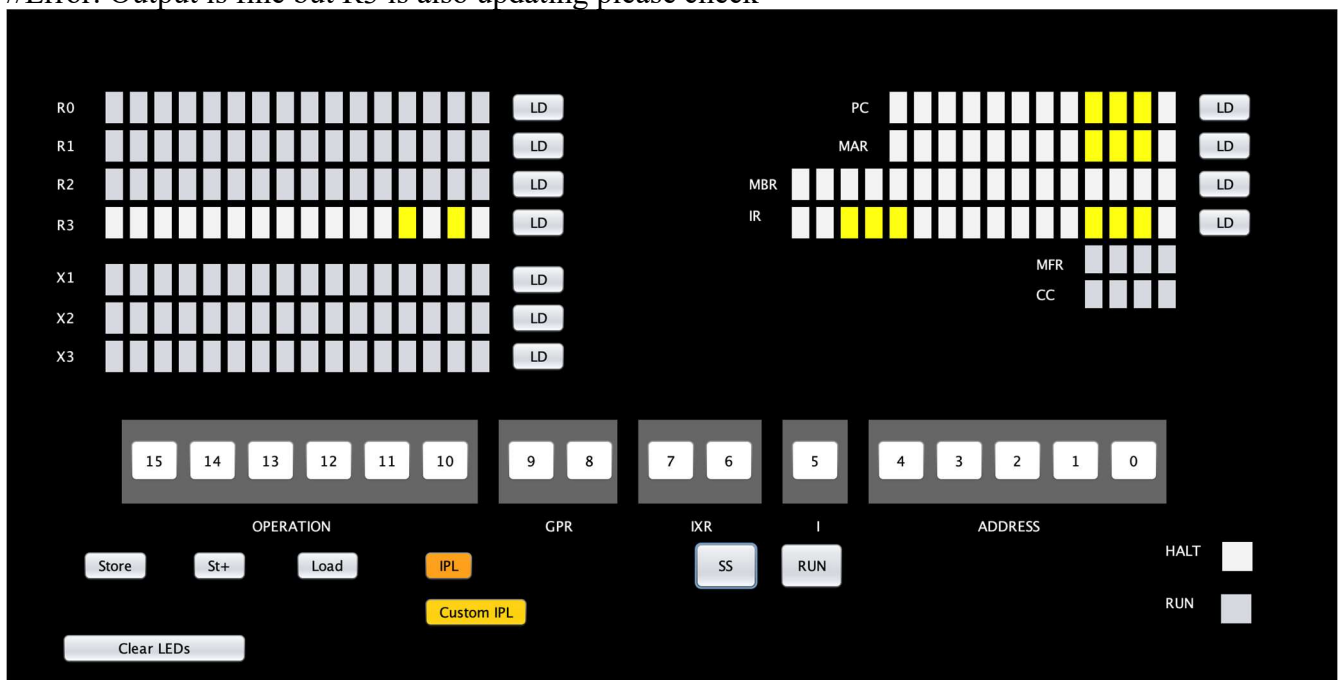 //Error: Output is fine but R3 is also updating please check
R0 LD PC LD
R1 LD MAR LD
R2 LD MBR LD
R3 LD IR LD
MFR
X1 LD
CC
X2 LD
X3 LD
15 14 13 12 11 10 9 8 7 6 5 4 3 2 1 0
OPERATION GPR IXR I ADDRESS
Store St+ Load IPL SS RUN HALT
Custom IPL RUN
Clear LEDs